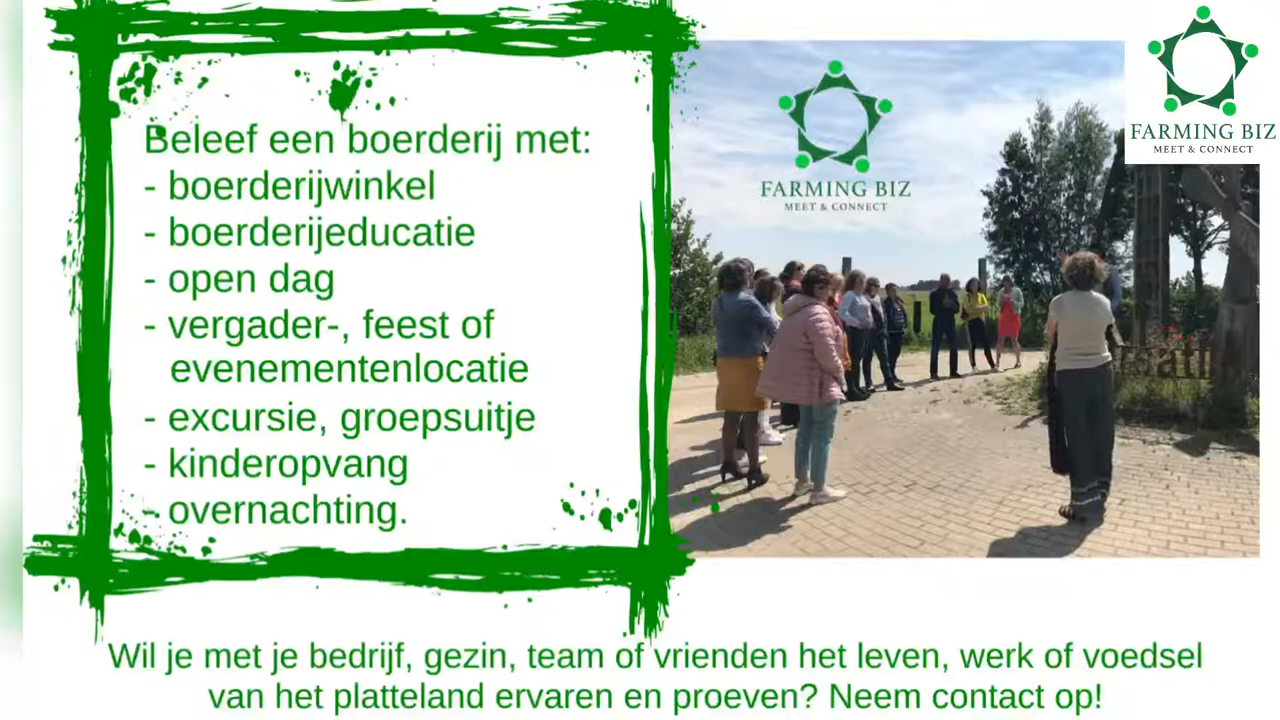 Beleef een boerderij met:
- boerderijwinkel
- boerderijeducatie
- open dag
- vergader-, feest of
evenementenlocatie
- excursie, groepsuitje
- kinderopvang
- overnachting.
FARMING BIZ
MEET & CONNECT
FARMING BIZ
MEET & CONNECT
Wil je met je bedrijf, gezin, team of vrienden het leven, werk of voedsel
van het platteland ervaren en proeven? Neem contact op!